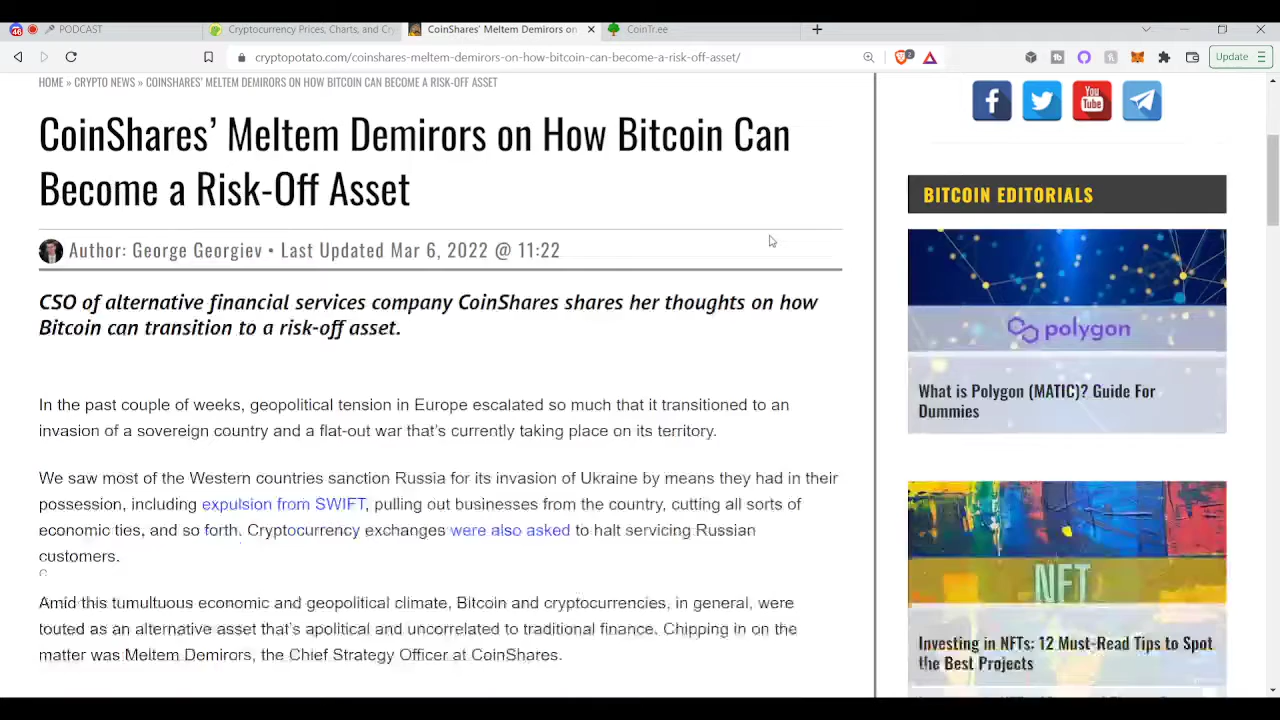 46
PODCAST
Cryptocurrency Prices, Charts, and Cr
CoinShares' Meltem Demirors on
CoinTree
cryptopotato.com/coinshares-meltem-demirors-on-how-bitcoin-can-become-a-risk-off-asset/
2
Update
HOME » CRYPTO NEWS » COINSHARES' MELTEM DEMIRORS ON HOW BITCOIN CAN BECOME A RISK-OFF ASSET
CoinShares’ Meltem Demirors on How Bitcoin Can
Become a Risk-Off Asset
Author: George Georgiev • Last Updated Mar 6, 2022 @ 11:22
CSO of alternative financial services company CoinShares shares her thoughts on how
Bitcoin can transition to a risk-off asset.
In the past couple of weeks, geopolitical tension in Europe escalated so much that it transitioned to an
invasion of a sovereign country and a flat-out war that’s currently taking place on its territory.
We saw most of the Western countries sanction Russia for its invasion of Ukraine by means they had in their
possession, including expulsion from SWIFT, pulling out businesses from the country, cutting all sorts of
economic ties, and so forth. Cryptocurrency exchanges were also asked to halt servicing Russian
customers.
Amid this tumultuous economic and geopolitical climate, Bitcoin and cryptocurrencies, in general, were
touted as an alternative asset that’s apolitical and uncorrelated to traditional finance. Chipping in on the
matter was Meltem Demirors, the Chief Strategy Officer at CoinShares.
You
Tube
BITCOIN EDITORIALS
polygon
What is Polygon (MATIC)? Guide For
Dummies
NFT
Investing in NFTs: 12 Must-Read Tips to Spot
the Best Projects